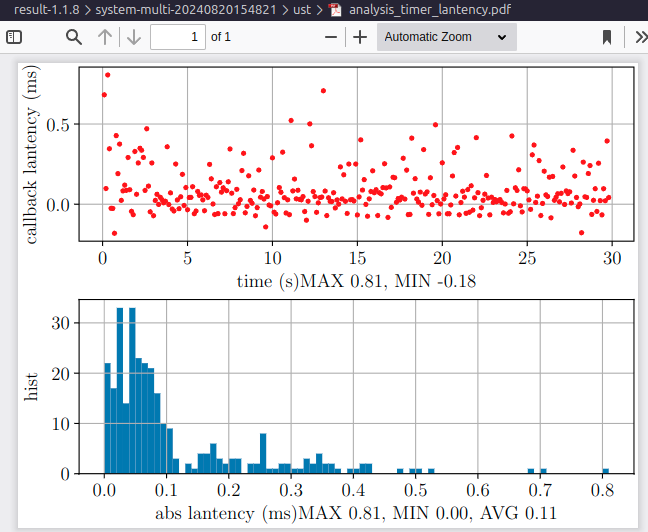 result-1.1.8 › system-multi-20240820154821 › ust › analysis_timer_lantency.pdf
1 of 1 Automatic Zoom
callback lantency (ms)
0.5
0.0
0 5 10 15 20 25 30
time (s)MAX 0.81, MIN -0.18
hist
30
20
10
0
0.0 0.1 0.2 0.3 0.4 0.5 0.6 0.7 0.8
abs lantency (ms)MAX 0.81, MIN 0.00, AVG 0.11